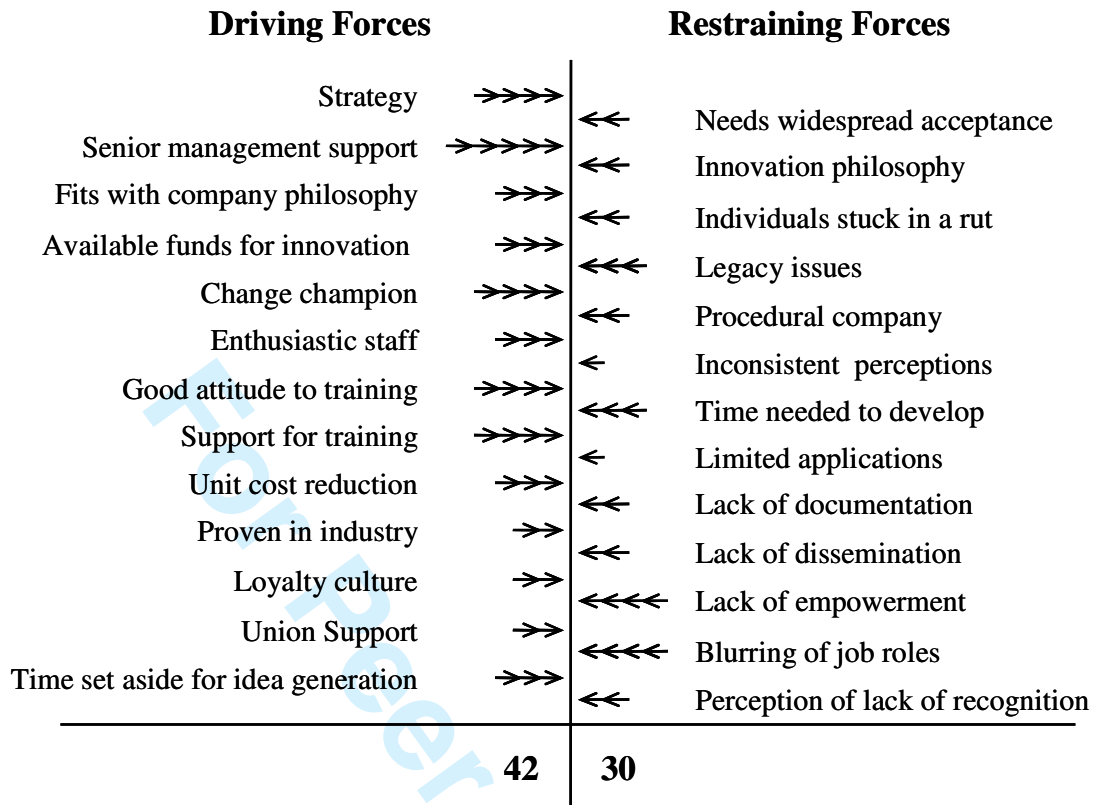 Driving Forces
Restraining Forces
Strategy
Needs widespread acceptance
Senior management support
Innovation philosophy
Fits with company philosophy
Individuals stuck in a rut
Available funds for innovation
Legacy issues
Change champion
Procedural company
Enthusiastic staff
Inconsistent perceptions
Good attitude to training
Time needed to develop
Support for training
Limited applications
Unit cost reduction
Lack of documentation
Proven in industry
Lack of dissemination
Loyalty culture
Lack of empowerment
Union Support
Blurring of job roles
Time set aside for idea generation
Perception of lack of recognition
42
30
For Peer